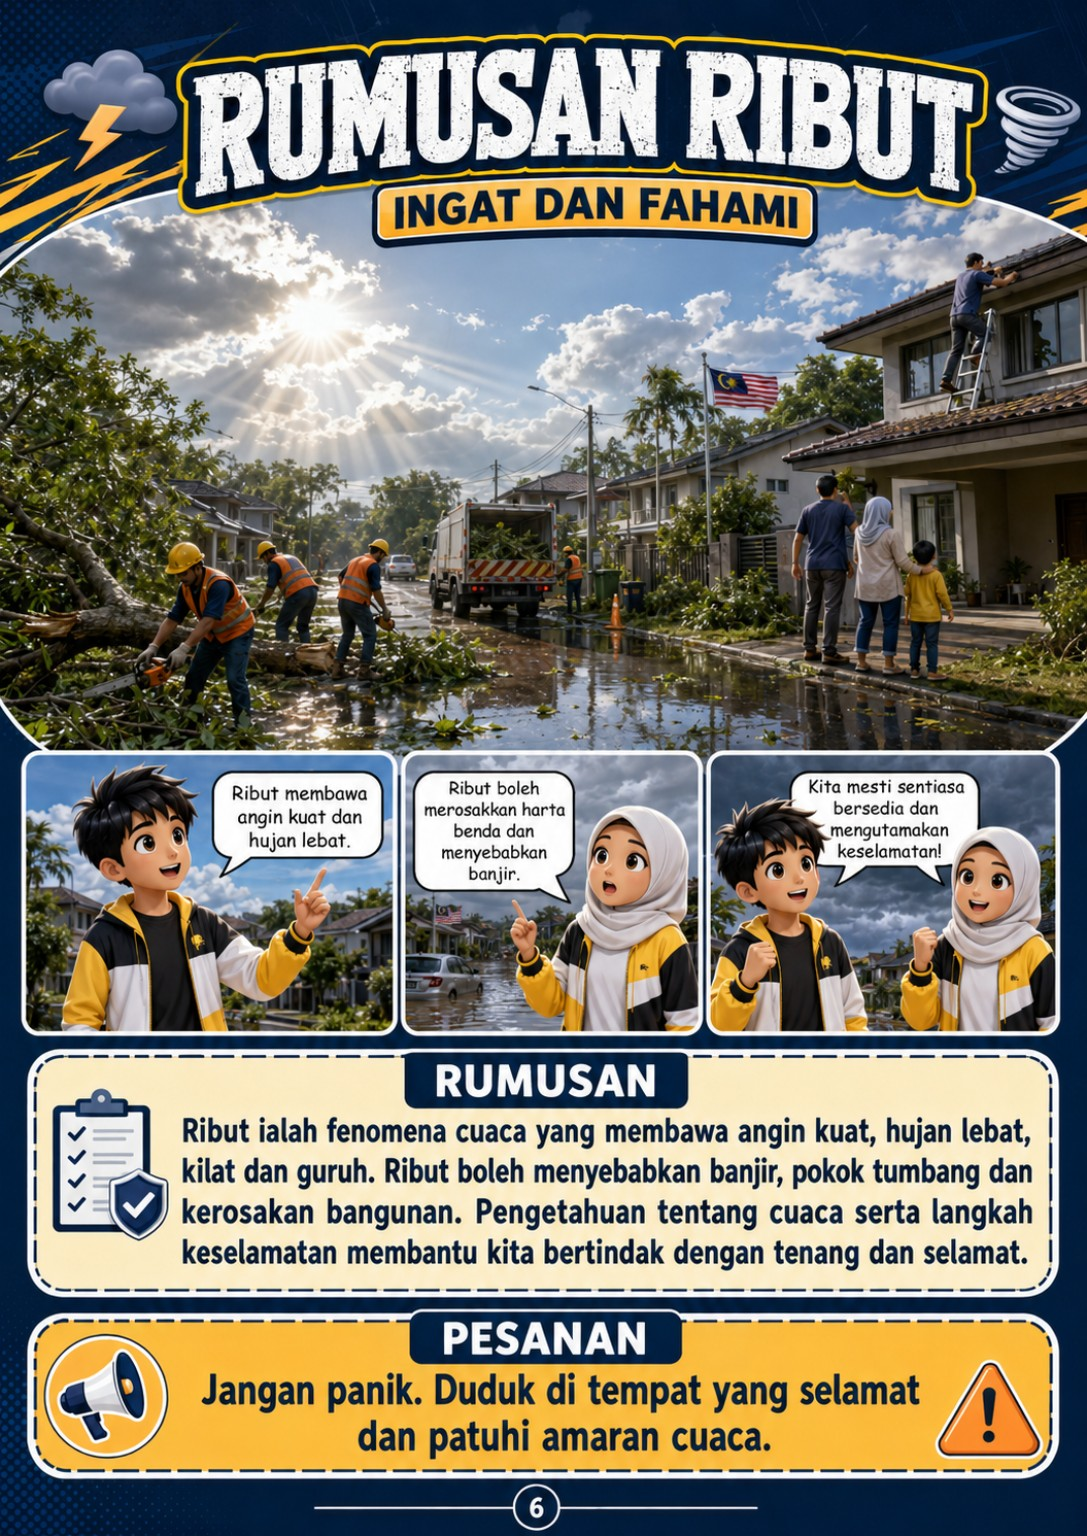 RUMUSAN RIBUT
INGAT DAN FAHAMI
Ribut membawa
angin kuat dan
hujan lebat.
Ribut boleh
merosakkan harta
benda dan
menyebabkan
banjir.
Kita mesti sentiasa
bersedia dan
mengutamakan
keselamatan!
RUMUSAN
Ribut ialah fenomena cuaca yang membawa angin kuat, hujan lebat,
kilat dan guruh. Ribut boleh menyebabkan banjir, pokok tumbang dan
kerosakan bangunan. Pengetahuan tentang cuaca serta langkah
keselamatan membantu kita bertindak dengan tenang dan selamat.
PESANAN
Jangan panik. Duduk di tempat yang selamat
dan patuhi amaran cuaca.
6